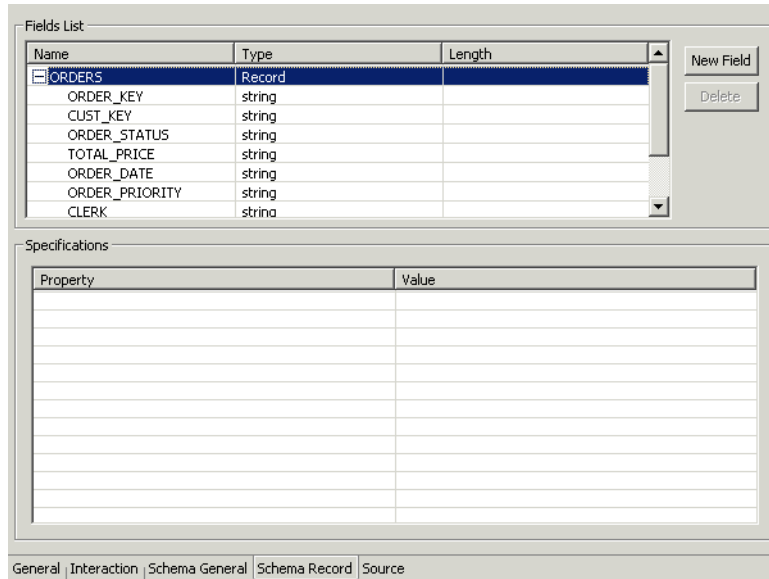 Fields List
Name Type Length
New Field
ORDERS Record
Delete
ORDER_KEY string
CUST_KEY string
ORDER_STATUS string
TOTAL_PRICE string
ORDER_DATE string
ORDER_PRIORITY string
CLERK string
Specifications
Property Value
General Interaction Schema General Schema Record Source